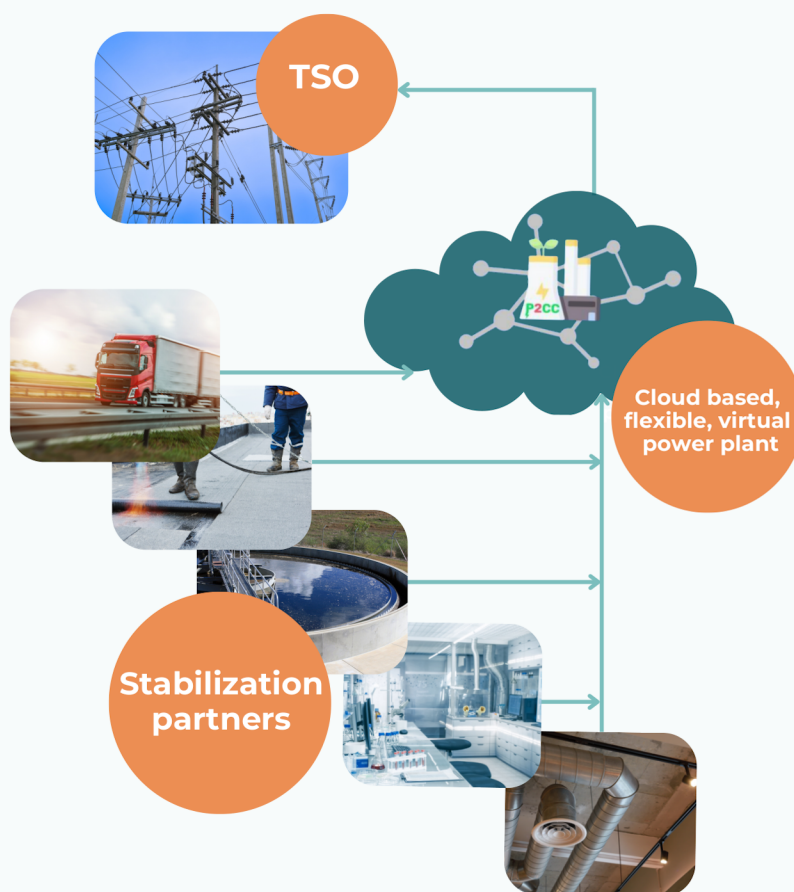 TSO
P2CC
Cloud based,
flexible, virtual
power plant
Stabilization
partners